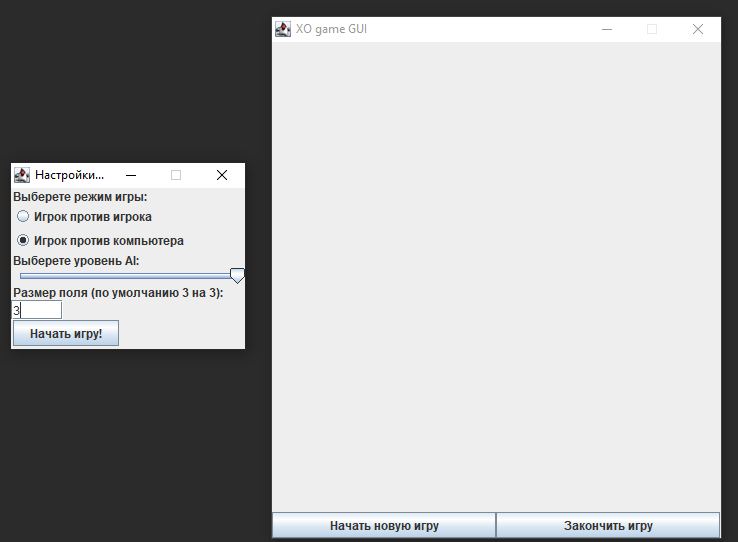 XO game GUI
Настройки...
Выберете режим игры:
Игрок против игрока
Игрок против компьютера
Выберете уровень AI:
Размер поля (по умолчанию 3 на 3):
3
Начать игру!
Начать новую игру
Закончить игру